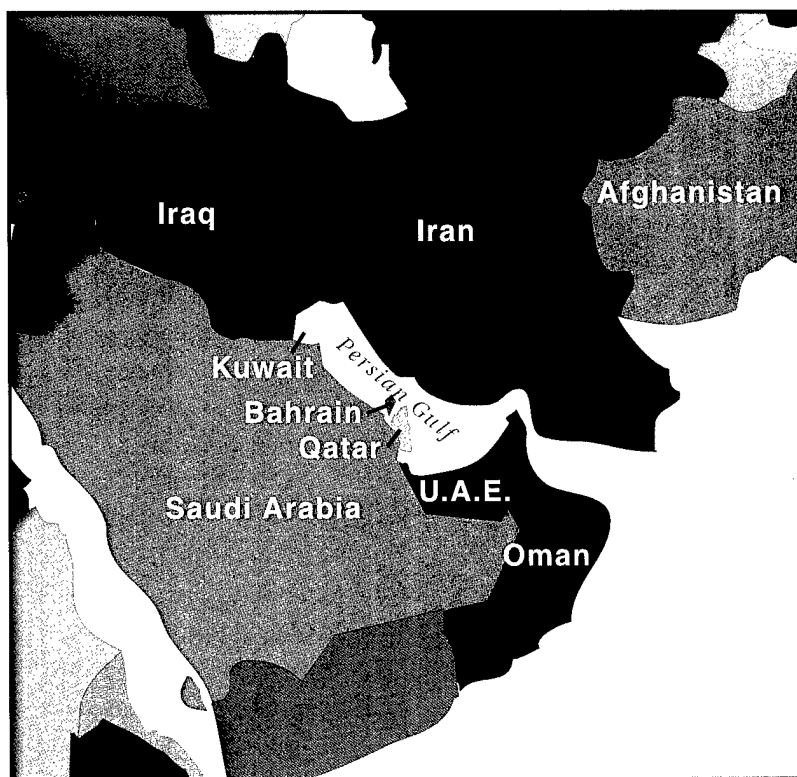 Afghanistan
Iraq
Iran
Kuwait
Persian Gulf
Bahrain
Qatar
U.A.E.
Saudi Arabia
Oman